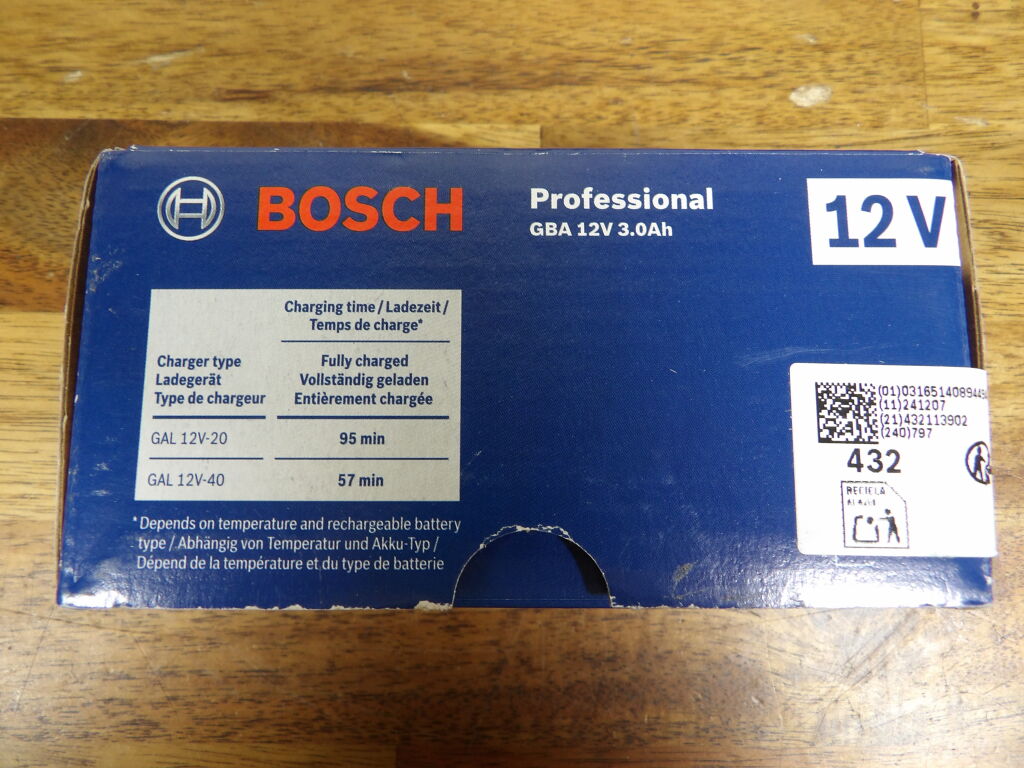 BOSCH
Professional
GBA 12V 3.0Ah
12 V
Charging time / Ladezeit /
Temps de charge*
Charger type
Ladegerät
Type de chargeur
Fully charged
Vollständig geladen
Entièrement chargée
GAL 12V-20 95 min
GAL 12V-40 57 min
*Depends on temperature and rechargeable battery
type / Abhängig von Temperatur und Akku-Typ /
Dépend de la température et du type de batterie
(11)241207
(21)432113902
(240)797
432
RECICLA